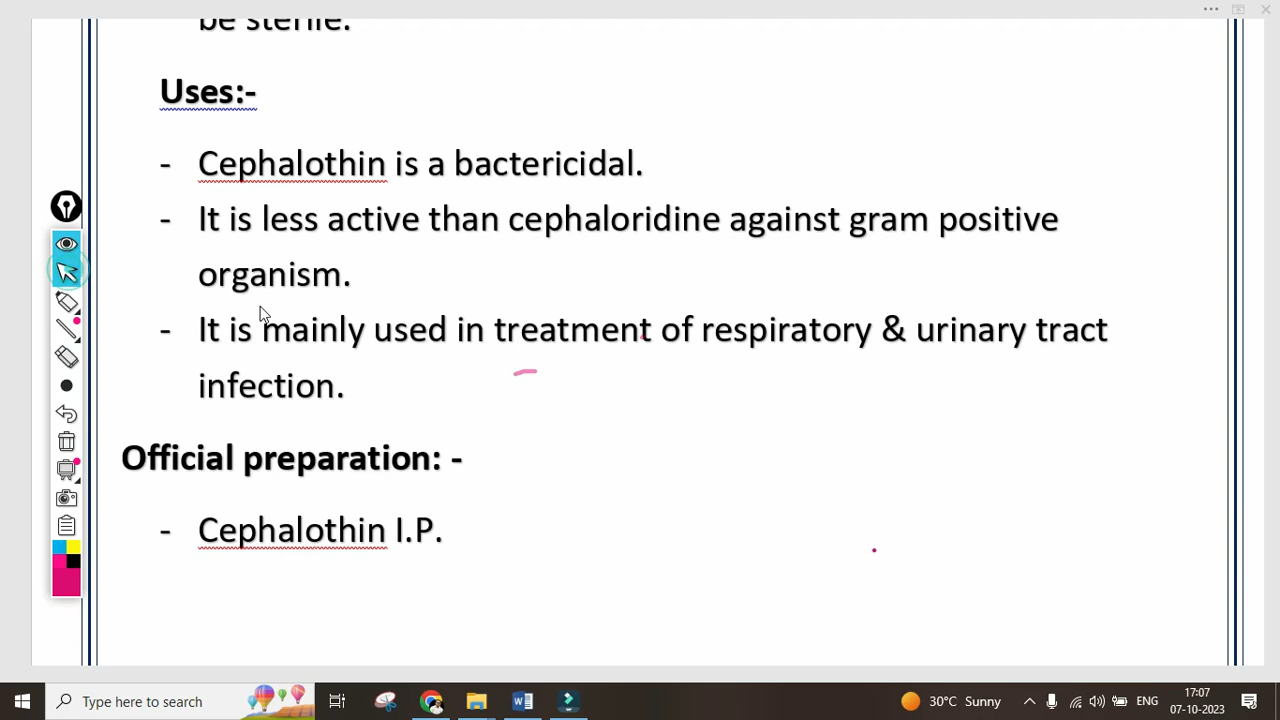 be sterile.
Uses:-
- Cephalothin is a bactericidal.
- It is less active than cephaloridine against gram positive
organism.
- It is mainly used in treatment of respiratory & urinary tract
infection.
Official preparation: -
- Cephalothin I.P.
Type here to search
30°C Sunny
ENG
17:07
07-10-2023